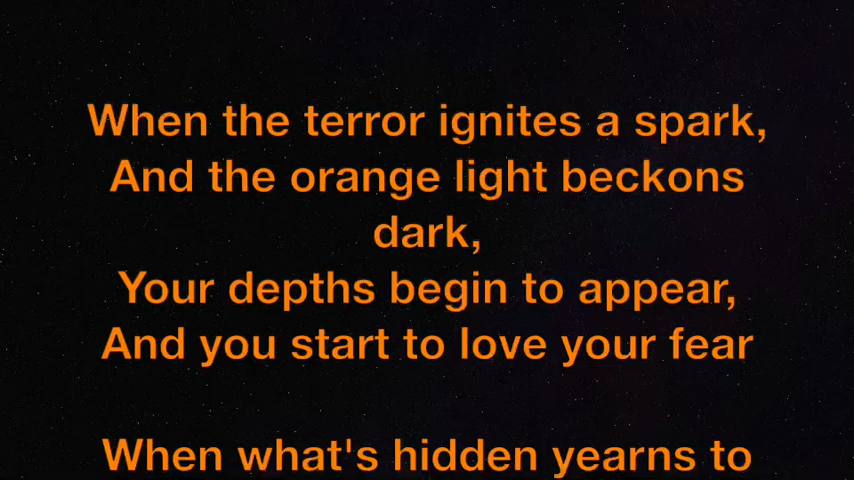 When the terror ignites a spark,
And the orange light beckons
dark,
Your depths begin to appear,
And you start to love your fear
When what's hidden yearns to